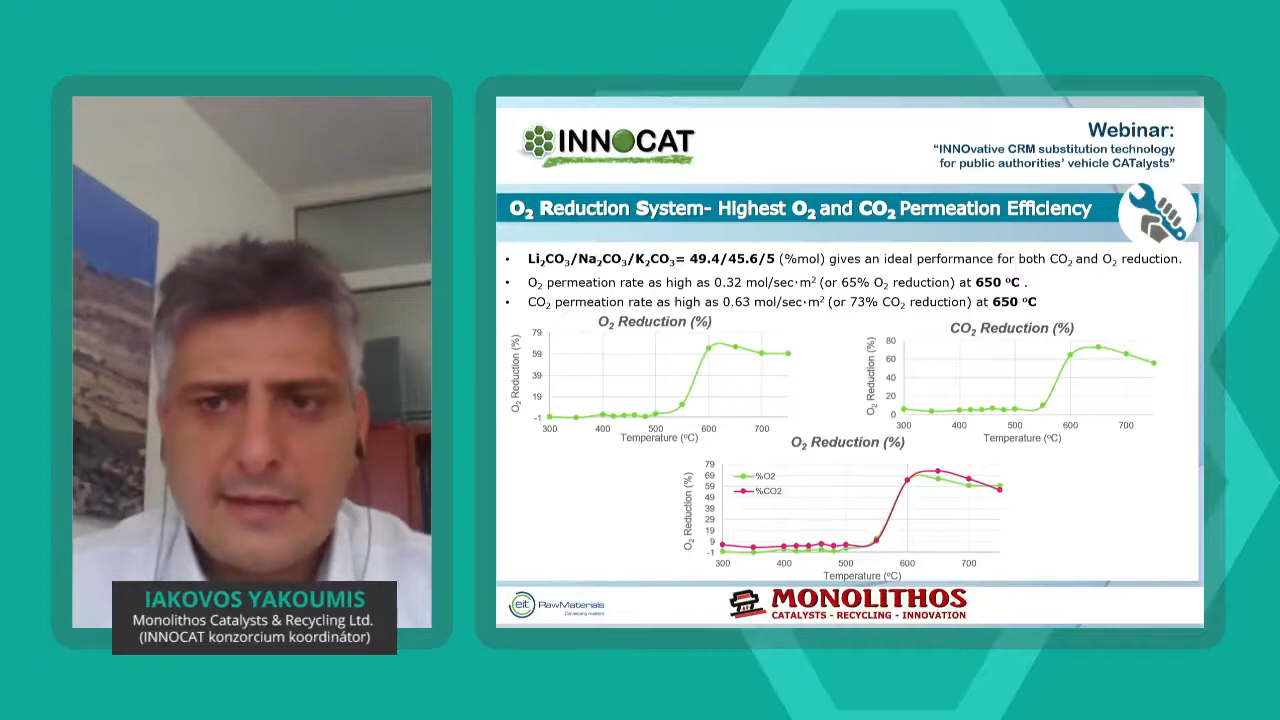 INNOCAT
Webinar:
“INNOvative CRM substitution technology
for public authorities’ vehicle CATalysts”
O₂ Reduction System- Highest O₂ and CO₂ Permeation Efficiency
• Li₂CO₃/Na₂CO₃/K₂CO₃= 49.4/45.6/5 (%mol) gives an ideal performance for both CO₂ and O₂ reduction.
• O₂ permeation rate as high as 0.32 mol/sec·m² (or 65% O₂ reduction) at 650 ºC .
• CO₂ permeation rate as high as 0.63 mol/sec·m² (or 73% CO₂ reduction) at 650 ºC
O₂ Reduction (%)
O₂ Reduction (%)
79
59
39
19
-1
300 400 500 600 700
Temperature (ºC)
CO₂ Reduction (%)
O₂ Reduction (%)
80
60
40
20
0
300 400 500 600 700
Temperature (ºC)
O₂ Reduction (%)
O₂ Reduction (%)
79
69
59
49
39
29
19
9
-1
%O2
%CO2
300 400 500 600 700
Temperature (ºC)
eit RawMaterials
Connecting matters
MONOLITHOS
CATALYSTS - RECYCLING - INNOVATION
IAKOVOS YAKOUMIS
Monolithos Catalysts & Recycling Ltd.
(INNOCAT konzorcium koordinátor)